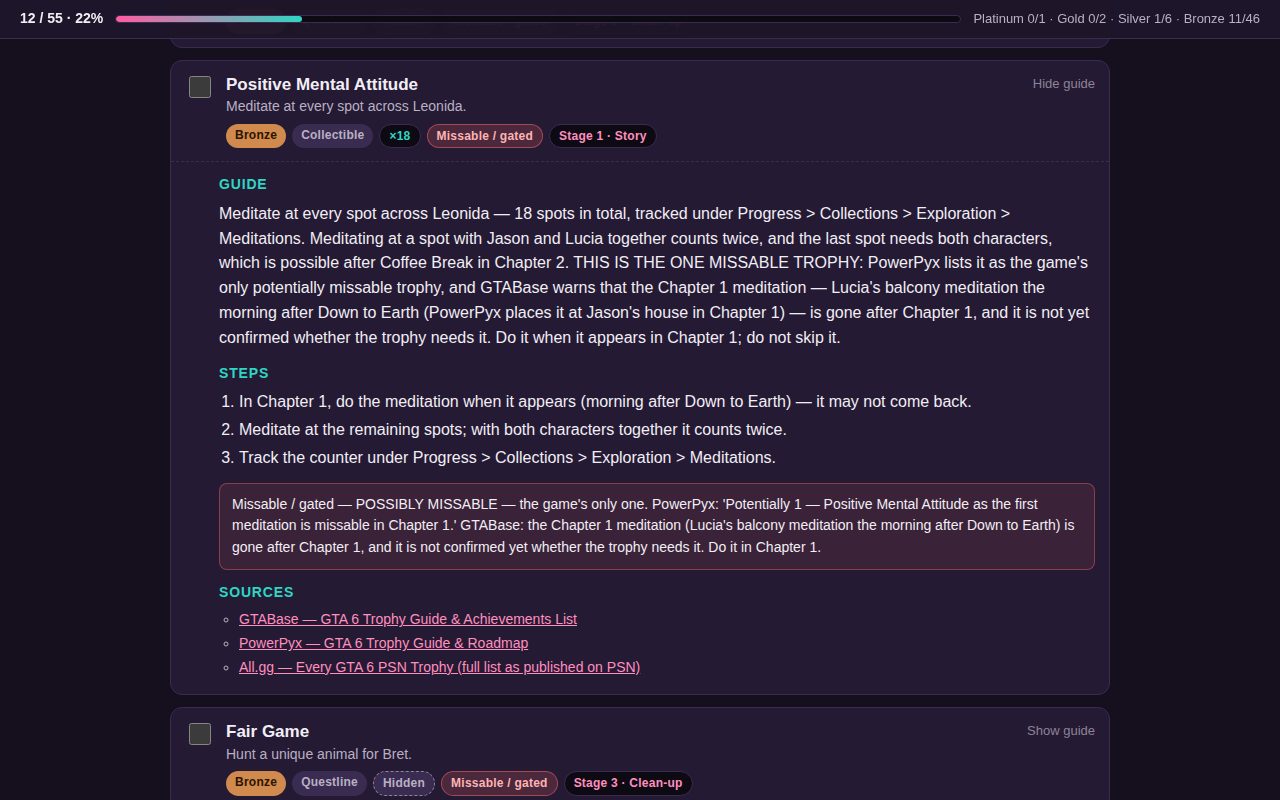 12 / 55 · 22%
Platinum 0/1 · Gold 0/2 · Silver 1/6 · Bronze 11/46
Positive Mental Attitude
Hide guide
Meditate at every spot across Leonida.
Bronze Collectible ×18 Missable / gated Stage 1 · Story
GUIDE
Meditate at every spot across Leonida — 18 spots in total, tracked under Progress > Collections > Exploration >
Meditations. Meditating at a spot with Jason and Lucia together counts twice, and the last spot needs both characters,
which is possible after Coffee Break in Chapter 2. THIS IS THE ONE MISSABLE TROPHY: PowerPyx lists it as the game's
only potentially missable trophy, and GTABase warns that the Chapter 1 meditation — Lucia's balcony meditation the
morning after Down to Earth (PowerPyx places it at Jason's house in Chapter 1) — is gone after Chapter 1, and it is not yet
confirmed whether the trophy needs it. Do it when it appears in Chapter 1; do not skip it.
STEPS
1. In Chapter 1, do the meditation when it appears (morning after Down to Earth) — it may not come back.
2. Meditate at the remaining spots; with both characters together it counts twice.
3. Track the counter under Progress > Collections > Exploration > Meditations.
Missable / gated — POSSIBLY MISSABLE — the game's only one. PowerPyx: 'Potentially 1 — Positive Mental Attitude as the first
meditation is missable in Chapter 1.' GTABase: the Chapter 1 meditation (Lucia's balcony meditation the morning after Down to Earth) is
gone after Chapter 1, and it is not confirmed yet whether the trophy needs it. Do it in Chapter 1.
SOURCES
GTABase — GTA 6 Trophy Guide & Achievements List
PowerPyx — GTA 6 Trophy Guide & Roadmap
All.gg — Every GTA 6 PSN Trophy (full list as published on PSN)
Fair Game
Show guide
Hunt a unique animal for Bret.
Bronze Questline Hidden Missable / gated Stage 3 · Clean-up